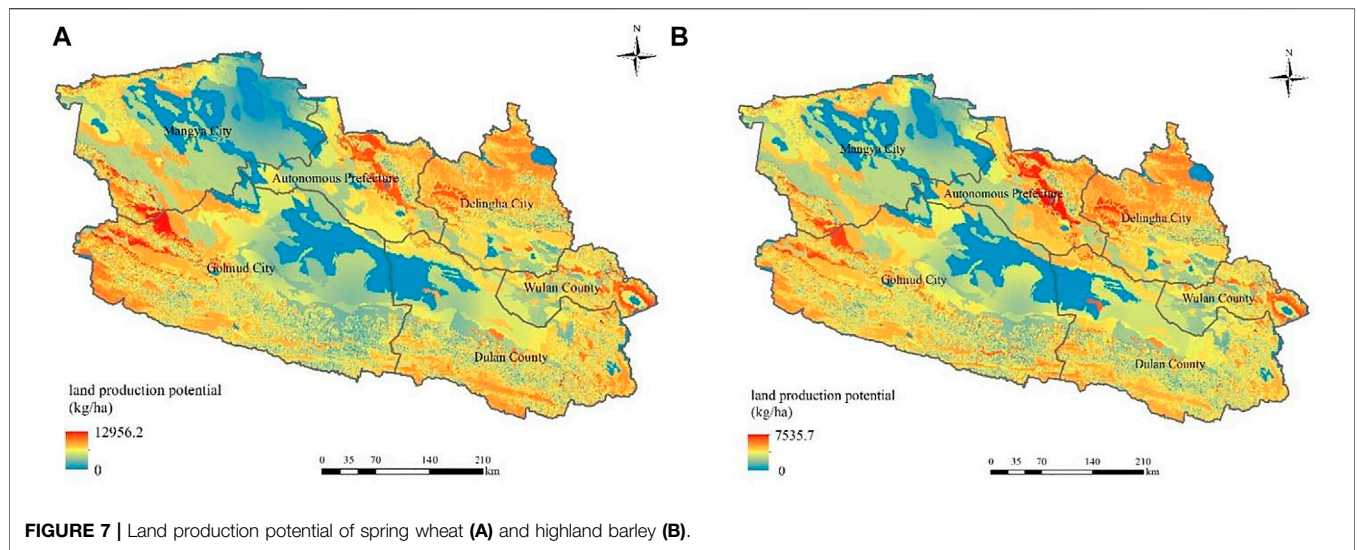 A
N
Mangya City
Autonomous Prefecture
Delingha City
Golmud City
Wulan County
Dulan County
land production potential
(kg/ha)
12956.2
0
0 35 70 140 210
km
B
N
Mangya City
Autonomous Prefecture
Delingha City
Golmud City
Wulan County
Dulan County
land production potential
(kg/ha)
7535.7
0
0 35 70 140 210
km
FIGURE 7 | Land production potential of spring wheat (A) and highland barley (B).